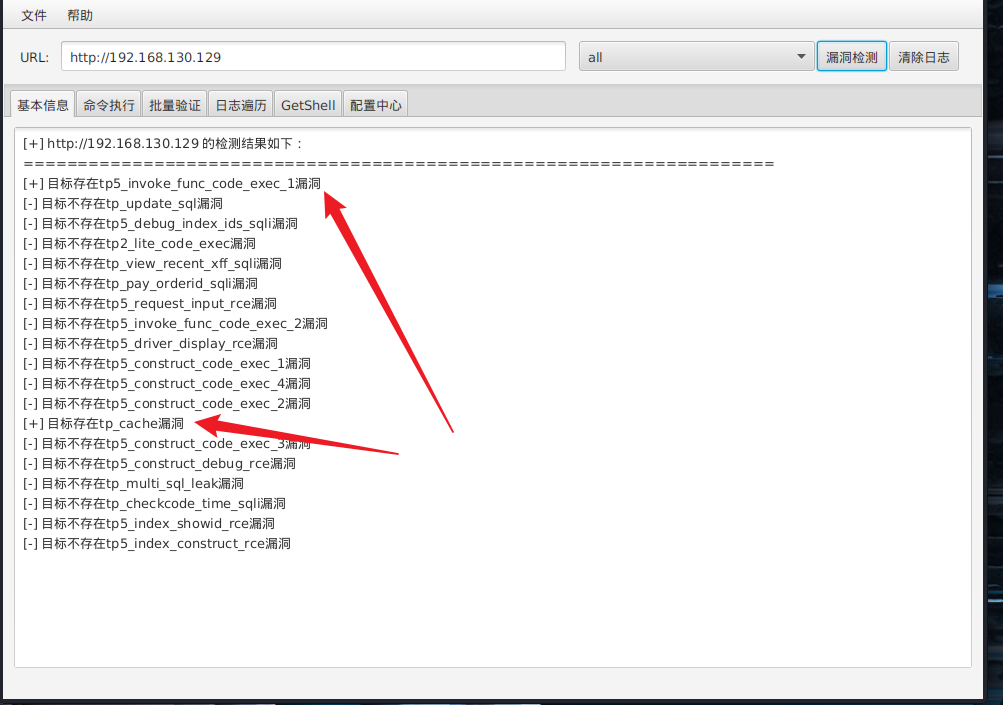 文件 帮助
URL: http://192.168.130.129 all 漏洞检测 清除日志
基本信息 命令执行 批量验证 日志遍历 GetShell 配置中心
[+] http://192.168.130.129 的检测结果如下：
======================================================================
[+] 目标存在tp5_invoke_func_code_exec_1漏洞
[-] 目标不存在tp_update_sql漏洞
[-] 目标不存在tp5_debug_index_ids_sqli漏洞
[-] 目标不存在tp2_lite_code_exec漏洞
[-] 目标不存在tp_view_recent_xff_sqli漏洞
[-] 目标不存在tp_pay_orderid_sqli漏洞
[-] 目标不存在tp5_request_input_rce漏洞
[-] 目标不存在tp5_invoke_func_code_exec_2漏洞
[-] 目标不存在tp5_driver_display_rce漏洞
[-] 目标不存在tp5_construct_code_exec_1漏洞
[-] 目标不存在tp5_construct_code_exec_4漏洞
[-] 目标不存在tp5_construct_code_exec_2漏洞
[+] 目标存在tp_cache漏洞
[-] 目标不存在tp5_construct_code_exec_3漏洞
[-] 目标不存在tp5_construct_debug_rce漏洞
[-] 目标不存在tp_multi_sql_leak漏洞
[-] 目标不存在tp_checkcode_time_sqli漏洞
[-] 目标不存在tp5_index_showid_rce漏洞
[-] 目标不存在tp5_index_construct_rce漏洞